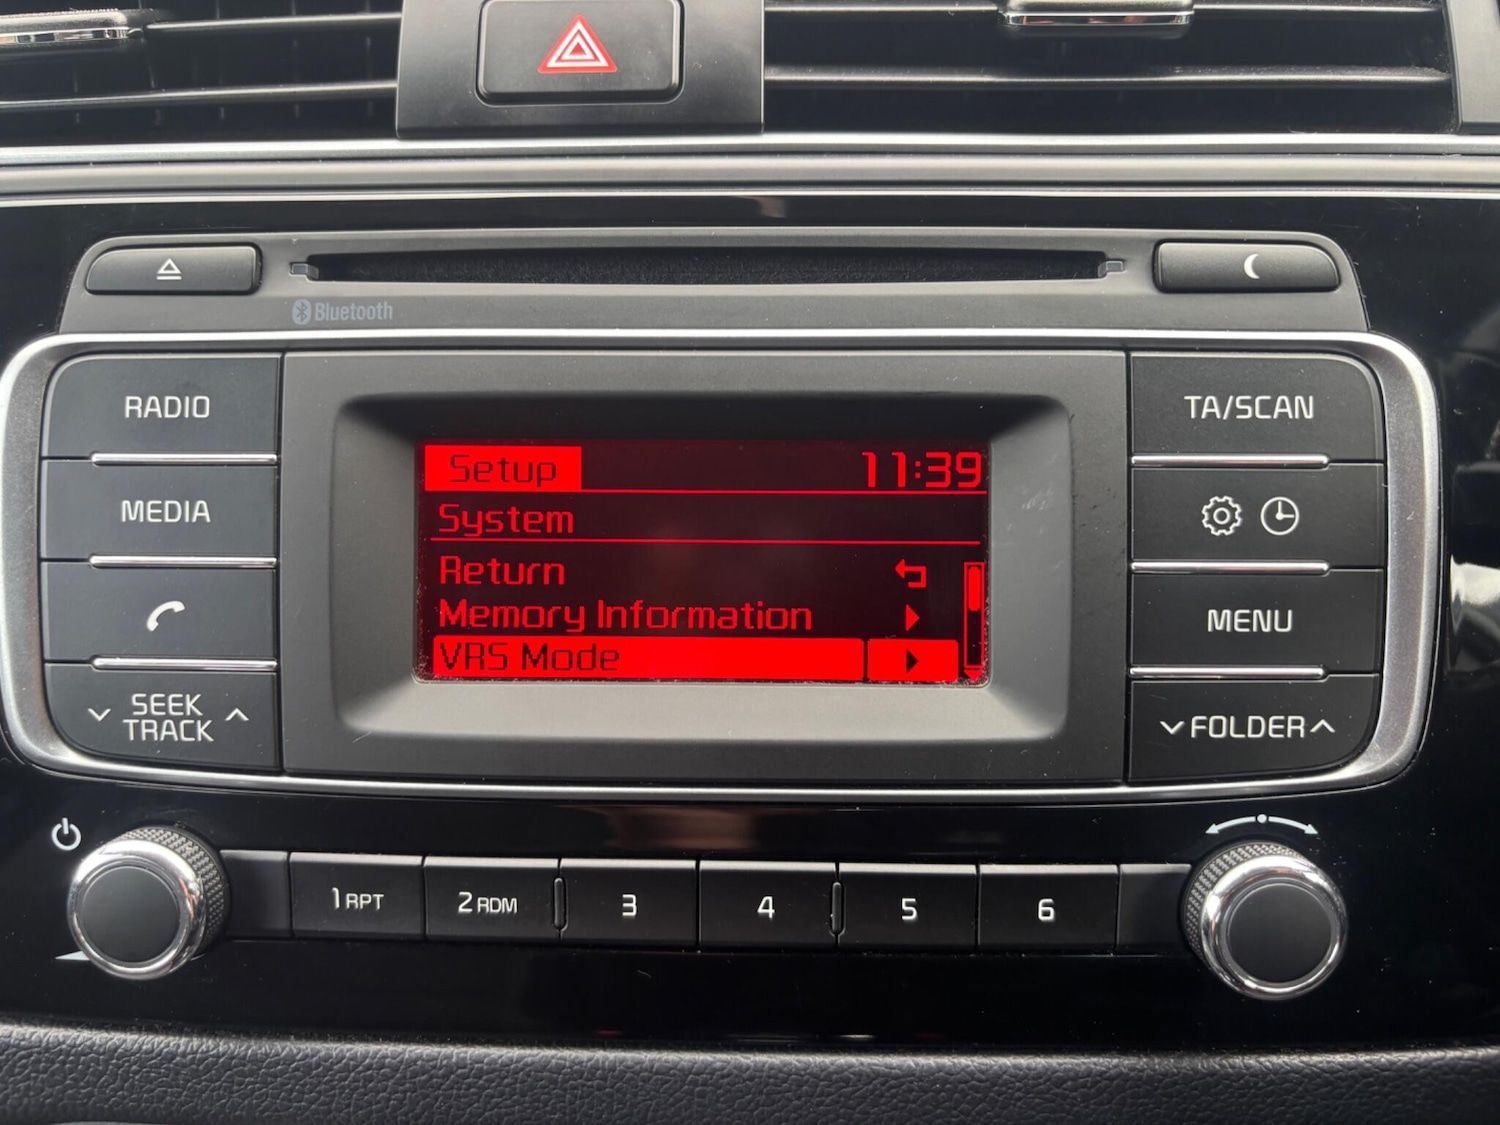 Bluetooth
RADIO
MEDIA
SEEK
TRACK
Setup 11:39
System
Return
Memory Information
VRS Mode
TA/SCAN
MENU
FOLDER
1 RPT
2 RDM
3
4
5
6